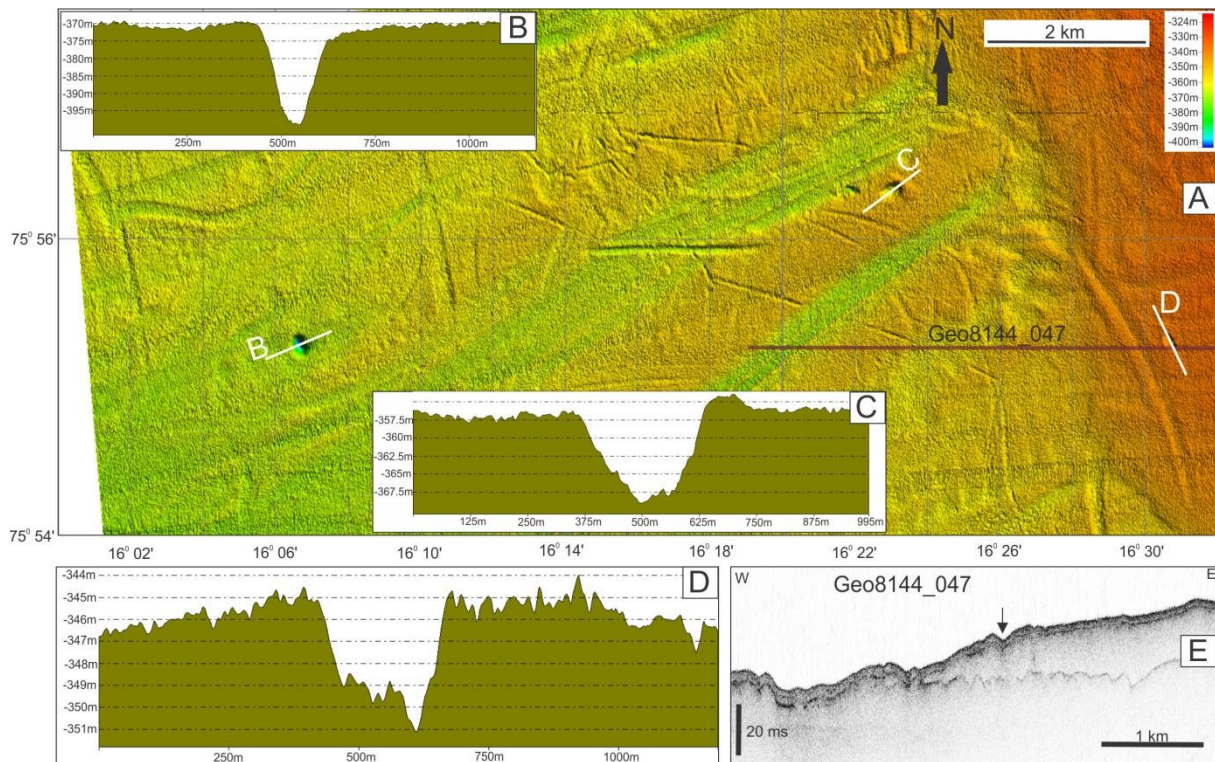 B
-370m
-375m
-380m
-385m
-390m
-395m
250m 500m 750m 1000m
2 km
-324m
-330m
-340m
-350m
-360m
-370m
-380m
-390m
-400m
A
C
D
B
Geo8144_047
75° 56'
75° 54'
C
-357.5m
-360m
-362.5m
-365m
-367.5m
125m 250m 375m 500m 625m 750m 875m 995m
16° 02' 16° 06' 16° 10' 16° 14' 16° 18' 16° 22' 16° 26' 16° 30'
D
-344m
-345m
-346m
-347m
-348m
-349m
-350m
-351m
250m 500m 750m 1000m
W Geo8144_047 E
E
20 ms
1 km